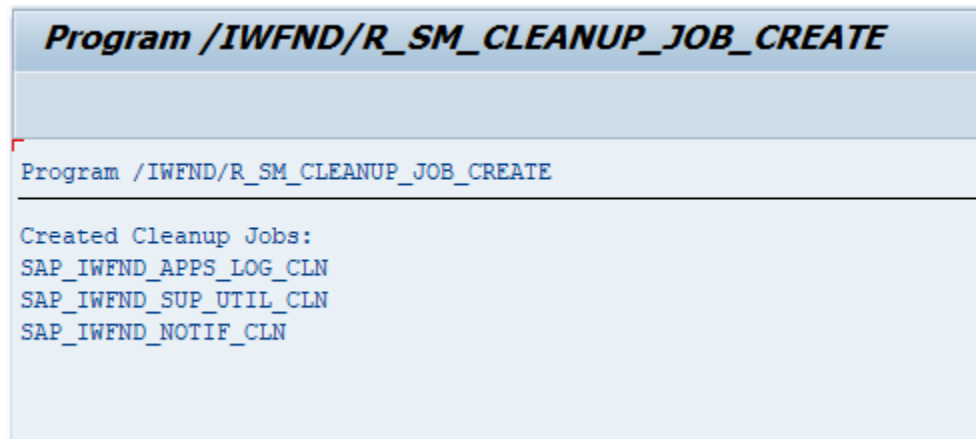 Program /IWFND/R_SM_CLEANUP_JOB_CREATE
Program /IWFND/R_SM_CLEANUP_JOB_CREATE
Created Cleanup Jobs:
SAP_IWFND_APPS_LOG_CLN
SAP_IWFND_SUP_UTIL_CLN
SAP_IWFND_NOTIF_CLN